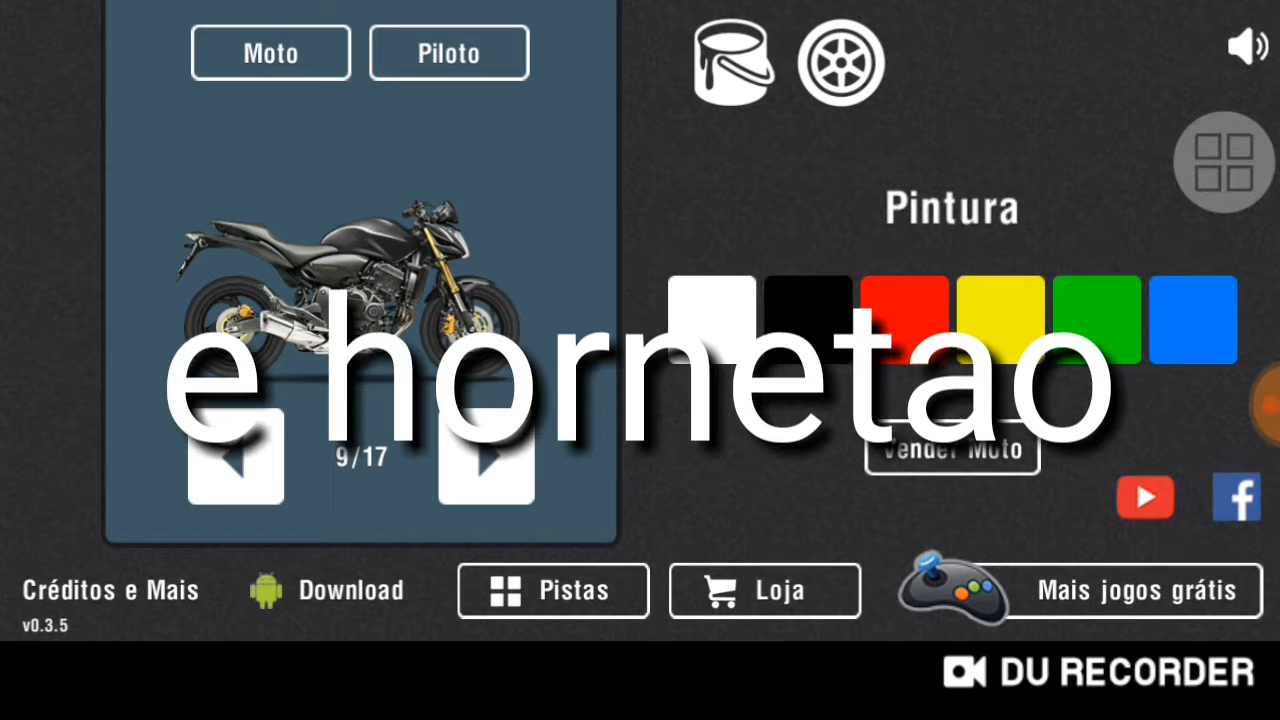 Moto
Piloto
Pintura
e hornetao
9/17
Vender Moto
Créditos e Mais
Download
Pistas
Loja
Mais jogos grátis
v0.3.5
DU RECORDER